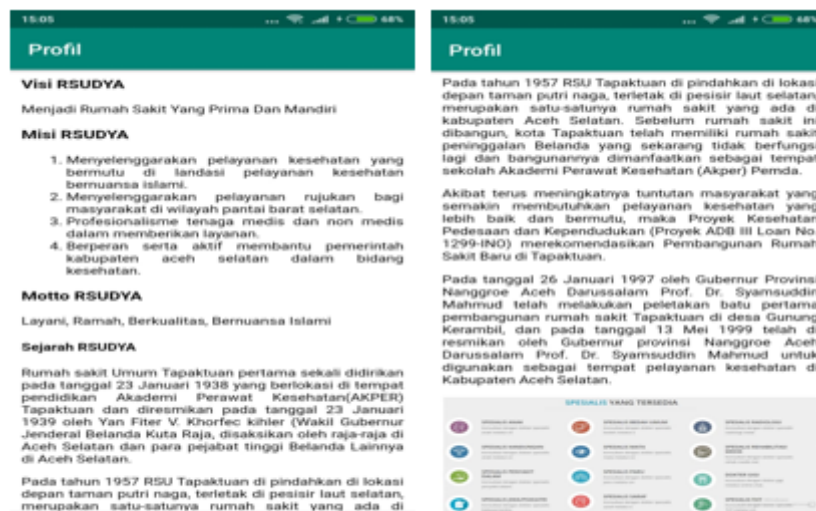 15:05
68%
Profil
Visi RSUDYA
Menjadi Rumah Sakit Yang Prima Dan Mandiri
Misi RSUDYA
1. Menyelenggarakan pelayanan kesehatan yang
bermutu di landasi pelayanan kesehatan
bernuansa islami.
2. Menyelenggarakan pelayanan rujukan bagi
masyarakat di wilayah pantai barat selatan.
3. Profesionalisme tenaga medis dan non medis
dalam memberikan layanan.
4. Berperan serta aktif membantu pemerintah
kabupaten aceh selatan dalam bidang
kesehatan.
Motto RSUDYA
Layani, Ramah, Berkualitas, Bernuansa Islami
Sejarah RSUDYA
Rumah sakit Umum Tapaktuan pertama sekali didirikan
pada tanggal 23 Januari 1938 yang berlokasi di tempat
pendidikan Akademi Perawat Kesehatan(AKPER)
Tapaktuan dan diresmikan pada tanggal 23 Januari
1939 oleh Yan Fiter V. Khorfec kihler (Wakil Gubernur
Jenderal Belanda Kuta Raja, disaksikan oleh raja-raja di
Aceh Selatan dan para pejabat tinggi Belanda Lainnya
di Aceh Selatan.
Pada tahun 1957 RSU Tapaktuan di pindahkan di lokasi
depan taman putri naga, terletak di pesisir laut selatan,
merupakan satu-satunya rumah sakit yang ada di
15:05
68%
Profil
Pada tahun 1957 RSU Tapaktuan di pindahkan di lokasi
depan taman putri naga, terletak di pesisir laut selatan,
merupakan satu-satunya rumah sakit yang ada di
kabupaten Aceh Selatan. Sebelum rumah sakit ini
dibangun, kota Tapaktuan telah memiliki rumah sakit
peninggalan Belanda yang sekarang tidak berfungsi
lagi dan bangunannya dimanfaatkan sebagai tempat
sekolah Akademi Perawat Kesehatan (Akper) Pemda.
Akibat terus meningkatnya tuntutan masyarakat yang
semakin membutuhkan pelayanan kesehatan yang
lebih baik dan bermutu, maka Proyek Kesehatan
Pedesaan dan Kependudukan (Proyek ADB III Loan No.
1299-INO) merekomendasikan Pembangunan Rumah
Sakit Baru di Tapaktuan.
Pada tanggal 26 Januari 1997 oleh Gubernur Provinsi
Nanggroe Aceh Darussalam Prof. Dr. Syamsuddin
Mahmud telah melakukan peletakan batu pertama
pembangunan rumah sakit Tapaktuan di desa Gunung
Kerambil, dan pada tanggal 13 Mei 1999 telah di
resmikan oleh Gubernur provinsi Nanggroe Aceh
Darussalam Prof. Dr. Syamsuddin Mahmud untuk
digunakan sebagai tempat pelayanan kesehatan di
Kabupaten Aceh Selatan.
SPESIALIS YANG TERSEDIA